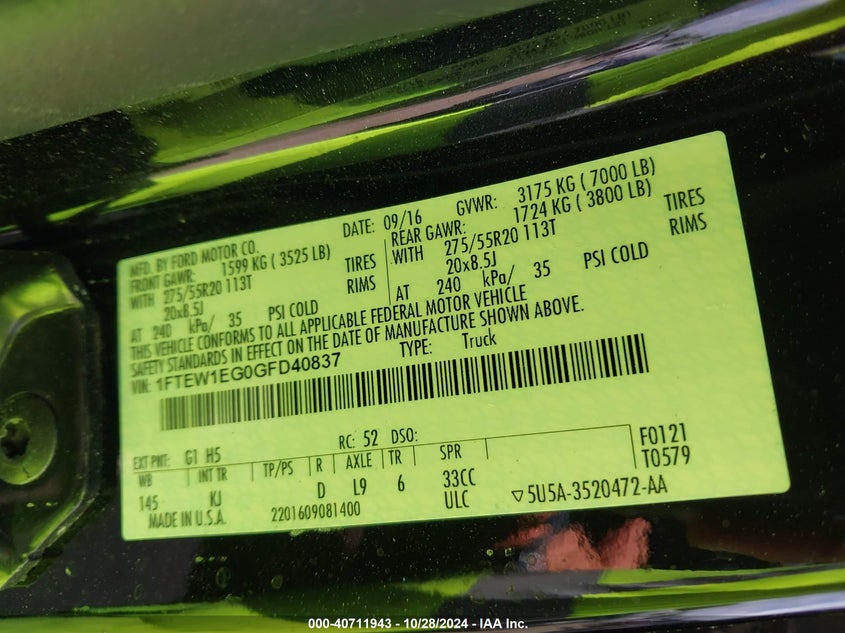 MFD. BY FORD MOTOR CO. DATE: 09/16 GVWR: 3175 KG ( 7000 LB)
FRONT GAWR: 1599 KG ( 3525 LB) REAR GAWR: 1724 KG ( 3800 LB)
WITH 275/55R20 113T TIRES WITH 275/55R20 113T TIRES
20x8.5J RIMS 20x8.5J RIMS
AT 240 kPa/ 35 PSI COLD AT 240 kPa/ 35 PSI COLD
THIS VEHICLE CONFORMS TO ALL APPLICABLE FEDERAL MOTOR VEHICLE
SAFETY STANDARDS IN EFFECT ON THE DATE OF MANUFACTURE SHOWN ABOVE.
VIN: 1FTEW1EG0GFD40837 TYPE: Truck
EXT PNT: G1 H5 RC: 52 DSO: F0121
WB INT TR TP/PS R AXLE TR SPR T0579
145 KJ D L9 6 33CC
MADE IN U.S.A. 2201609081400 ULC ▽5U5A-3520472-AA
000-40711943 / 10/28/2024 - IAA Inc.